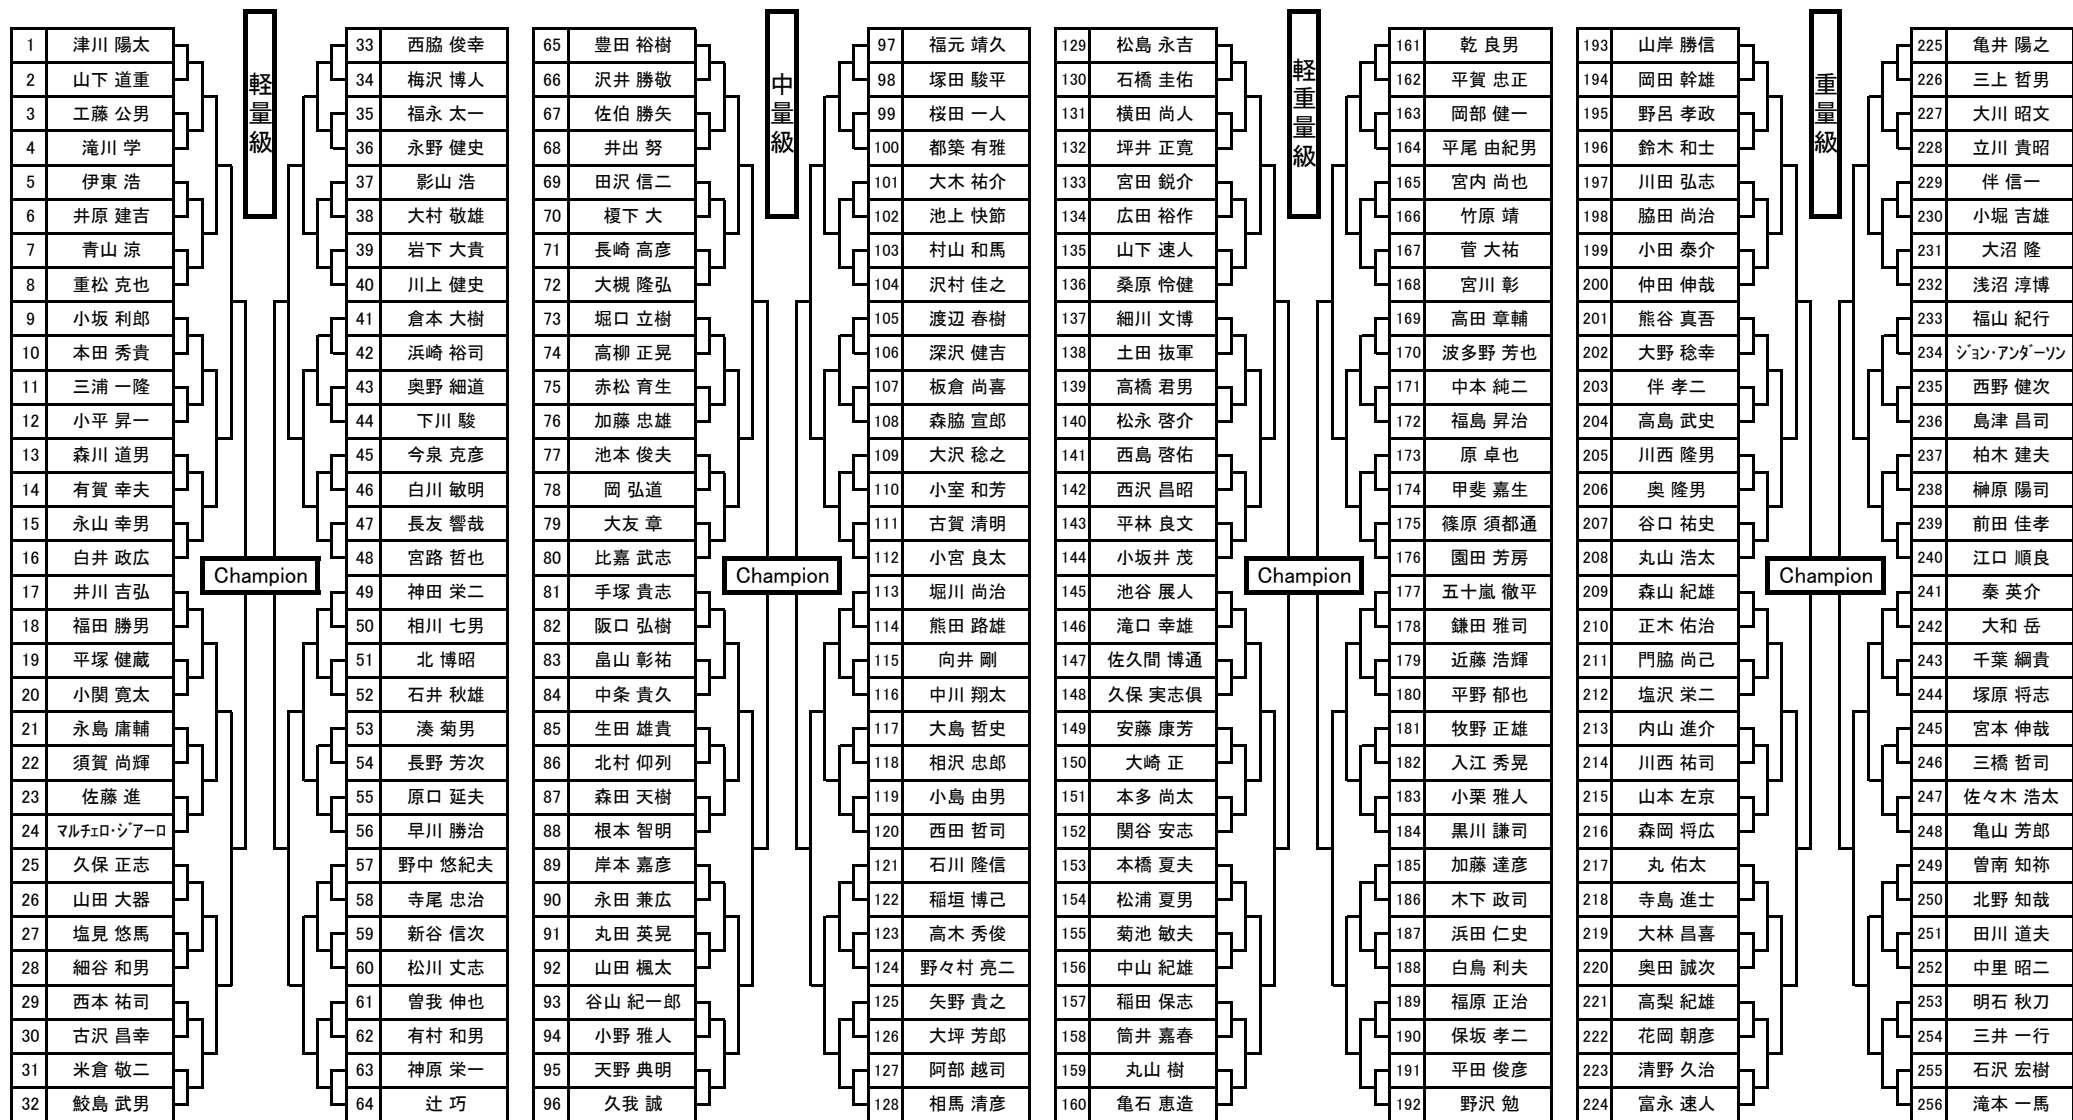 軽量級
1 津川 陽太
2 山下 道重
3 工藤 公男
4 滝川 学
5 伊東 浩
6 井原 建吉
7 青山 涼
8 重松 克也
9 小坂 利郎
10 本田 秀貴
11 三浦 一隆
12 小平 昇一
13 森川 道男
14 有賀 幸夫
15 永山 幸男
16 白井 政広
17 井川 吉弘
18 福田 勝男
19 平塚 健蔵
20 小関 寛太
21 永島 庸輔
22 須賀 尚輝
23 佐藤 進
24 マルチェロ・ジアーロ
25 久保 正志
26 山田 大器
27 塩見 悠馬
28 細谷 和男
29 西本 祐司
30 古沢 昌幸
31 米倉 敬二
32 鮫島 武男
Champion
33 西脇 俊幸
34 梅沢 博人
35 福永 太一
36 永野 健史
37 影山 浩
38 大村 敬雄
39 岩下 大貴
40 川上 健史
41 倉本 大樹
42 浜崎 裕司
43 奥野 細道
44 下川 駿
45 今泉 克彦
46 白川 敏明
47 長友 響哉
48 宮路 哲也
49 神田 栄二
50 相川 七男
51 北 博昭
52 石井 秋雄
53 湊 菊男
54 長野 芳次
55 原口 延夫
56 早川 勝治
57 野中 悠紀夫
58 寺尾 忠治
59 新谷 信次
60 松川 丈志
61 曽我 伸也
62 有村 和男
63 神原 栄一
64 辻 巧
中量級
65 豊田 裕樹
66 沢井 勝敬
67 佐伯 勝矢
68 井出 努
69 田沢 信二
70 榎下 大
71 長崎 高彦
72 大槻 隆弘
73 堀口 立樹
74 高柳 正晃
75 赤松 育生
76 加藤 忠雄
77 池本 俊夫
78 岡 弘道
79 大友 章
80 比嘉 武志
81 手塚 貴志
82 阪口 弘樹
83 畠山 彰祐
84 中条 貴久
85 生田 雄貴
86 北村 仰列
87 森田 天樹
88 根本 智明
89 岸本 嘉彦
90 永田 兼広
91 丸田 英晃
92 山田 楓太
93 谷山 紀一郎
94 小野 雅人
95 天野 典明
96 久我 誠
Champion
97 福元 靖久
98 塚田 駿平
99 桜田 一人
100 都築 有雅
101 大木 祐介
102 池上 快節
103 村山 和馬
104 沢村 佳之
105 渡辺 春樹
106 深沢 健吉
107 板倉 尚喜
108 森脇 宣郎
109 大沢 稔之
110 小室 和芳
111 古賀 清明
112 小宮 良太
113 堀川 尚治
114 熊田 路雄
115 向井 剛
116 中川 翔太
117 大島 哲史
118 相沢 忠郎
119 小島 由男
120 西田 哲司
121 石川 隆信
122 稲垣 博己
123 高木 秀俊
124 野々村 亮二
125 矢野 貴之
126 大坪 芳郎
127 阿部 越司
128 相馬 清彦
軽重量級
129 松島 永吉
130 石橋 圭佑
131 横田 尚人
132 坪井 正寛
133 宮田 鋭介
134 広田 裕作
135 山下 速人
136 桑原 怜健
137 細川 文博
138 土田 抜軍
139 高橋 君男
140 松永 啓介
141 西島 啓佑
142 西沢 昌昭
143 平林 良文
144 小坂井 茂
145 池谷 展人
146 滝口 幸雄
147 佐久間 博通
148 久保 実志倶
149 安藤 康芳
150 大崎 正
151 本多 尚太
152 関谷 安志
153 本橋 夏夫
154 松浦 夏男
155 菊池 敏夫
156 中山 紀雄
157 稲田 保志
158 筒井 嘉春
159 丸山 樹
160 亀石 恵造
Champion
161 乾 良男
162 平賀 忠正
163 岡部 健一
164 平尾 由紀男
165 宮内 尚也
166 竹原 靖
167 菅 大祐
168 宮川 彰
169 高田 章輔
170 波多野 芳也
171 中本 純二
172 福島 昇治
173 原 卓也
174 甲斐 嘉生
175 篠原 須都通
176 園田 芳房
177 五十嵐 徹平
178 鎌田 雅司
179 近藤 浩輝
180 平野 郁也
181 牧野 正雄
182 入江 秀晃
183 小栗 雅人
184 黒川 謙司
185 加藤 達彦
186 木下 政司
187 浜田 仁史
188 白鳥 利夫
189 福原 正治
190 保坂 孝二
191 平田 俊彦
192 野沢 勉
重量級
193 山岸 勝信
194 岡田 幹雄
195 野呂 孝政
196 鈴木 和士
197 川田 弘志
198 脇田 尚治
199 小田 泰介
200 仲田 伸哉
201 熊谷 真吾
202 大野 稔幸
203 伴 孝二
204 高島 武史
205 川西 隆男
206 奥 隆男
207 谷口 祐史
208 丸山 浩太
209 森山 紀雄
210 正木 佑治
211 門脇 尚己
212 塩沢 栄二
213 内山 進介
214 川西 祐司
215 山本 左京
216 森岡 将広
217 丸 佑太
218 寺島 進士
219 大林 昌喜
220 奥田 誠次
221 高梨 紀雄
222 花岡 朝彦
223 清野 久治
224 富永 速人
Champion
225 亀井 陽之
226 三上 哲男
227 大川 昭文
228 立川 貴昭
229 伴 信一
230 小堀 吉雄
231 大沼 隆
232 浅沼 淳博
233 福山 紀行
234 ジョン・アンダーソン
235 西野 健次
236 島津 昌司
237 柏木 建夫
238 榊原 陽司
239 前田 佳孝
240 江口 順良
241 秦 英介
242 大和 岳
243 千葉 綱貴
244 塚原 将志
245 宮本 伸哉
246 三橋 哲司
247 佐々木 浩太
248 亀山 芳郎
249 曽南 知祢
250 北野 知哉
251 田川 道夫
252 中里 昭二
253 明石 秋刀
254 三井 一行
255 石沢 宏樹
256 滝本 一馬